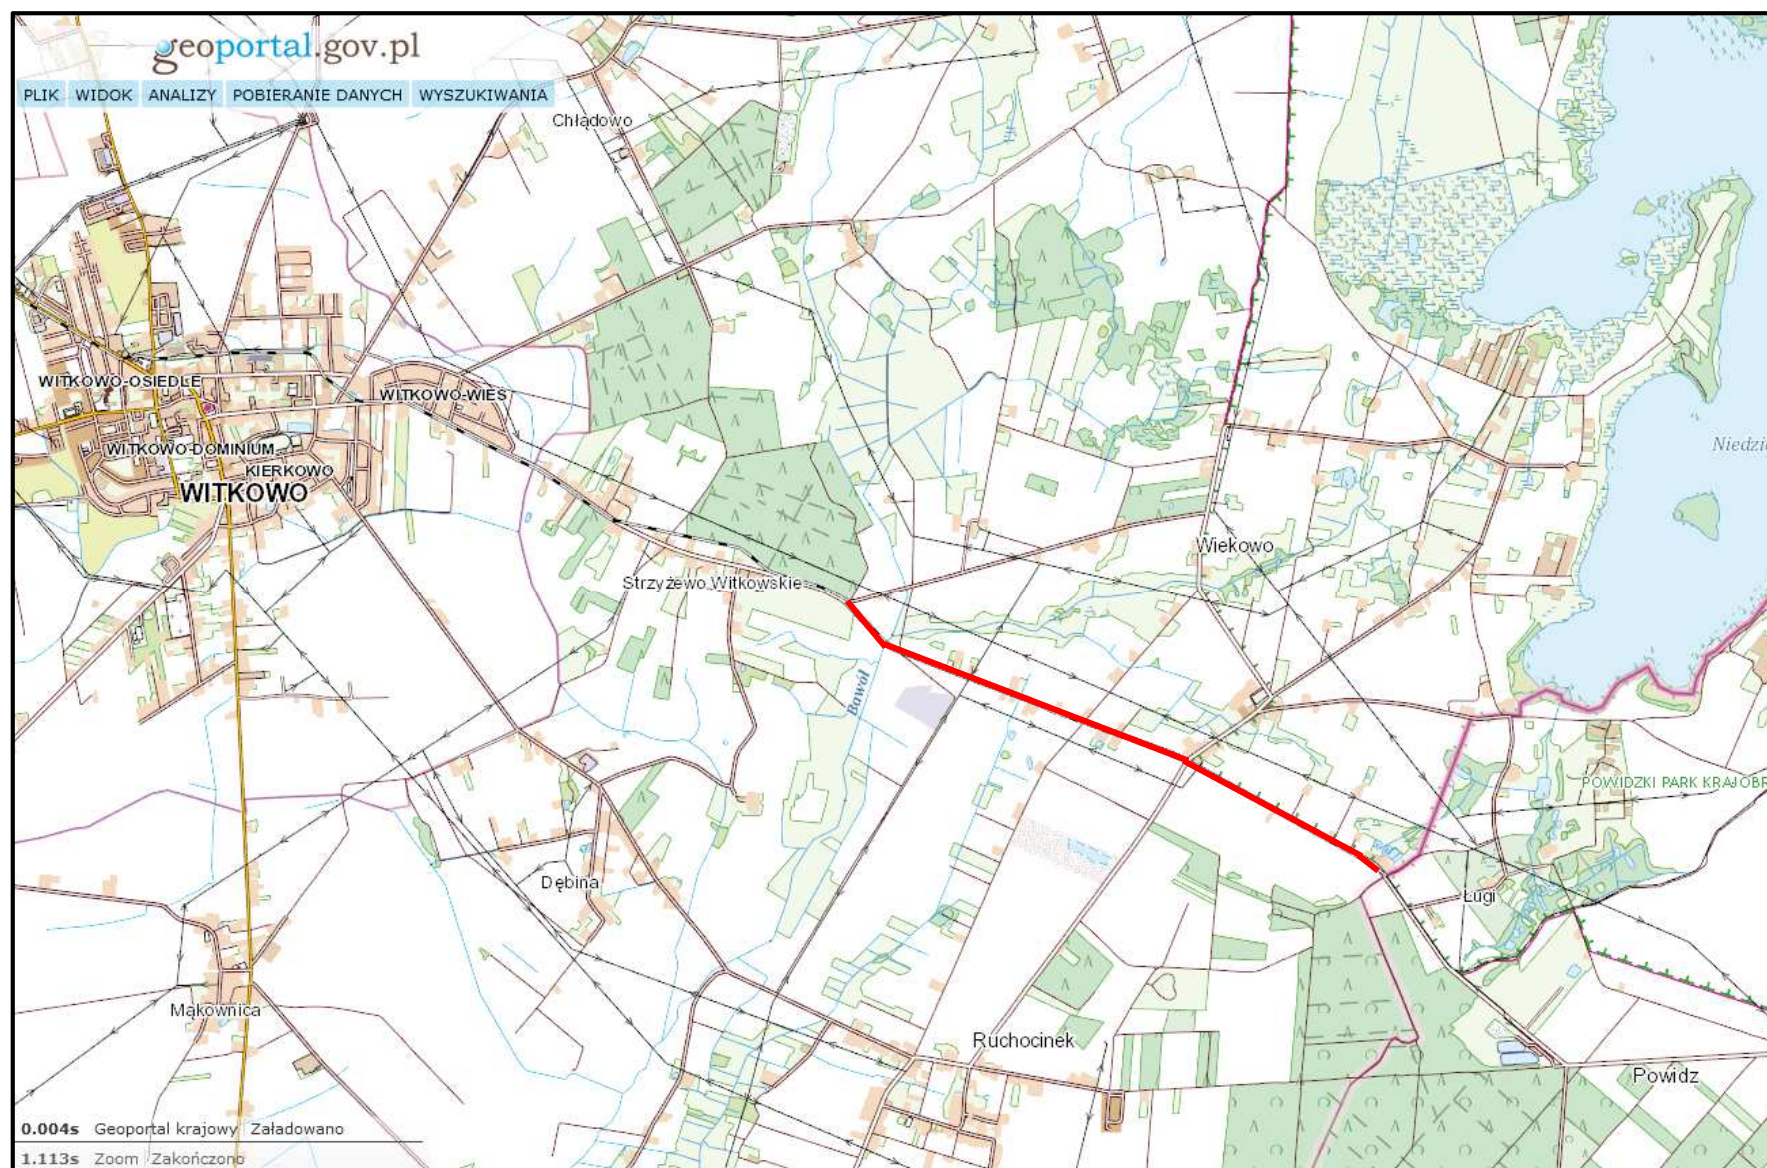 geoportal.gov.pl
PLIK WIDOK ANALIZY POBIERANIE DANYCH WYSZUKIWANIA
Chłądowo
WITKOWO-OSIEDLE
WITKOWO-WIEŚ
WITKOWO-DOMINIUM
KIERKOWO
WITKOWO
Niedzi
Wiekowo
Strzyżewo Witkowskie
Bawół
POWIDZKI PARK KRAJOBR
Dębina
Ługi
Mąkownica
Ruchocinek
Powidz
0.004s Geoportal krajowy Załadowano
1.113s Zoom Zakończono